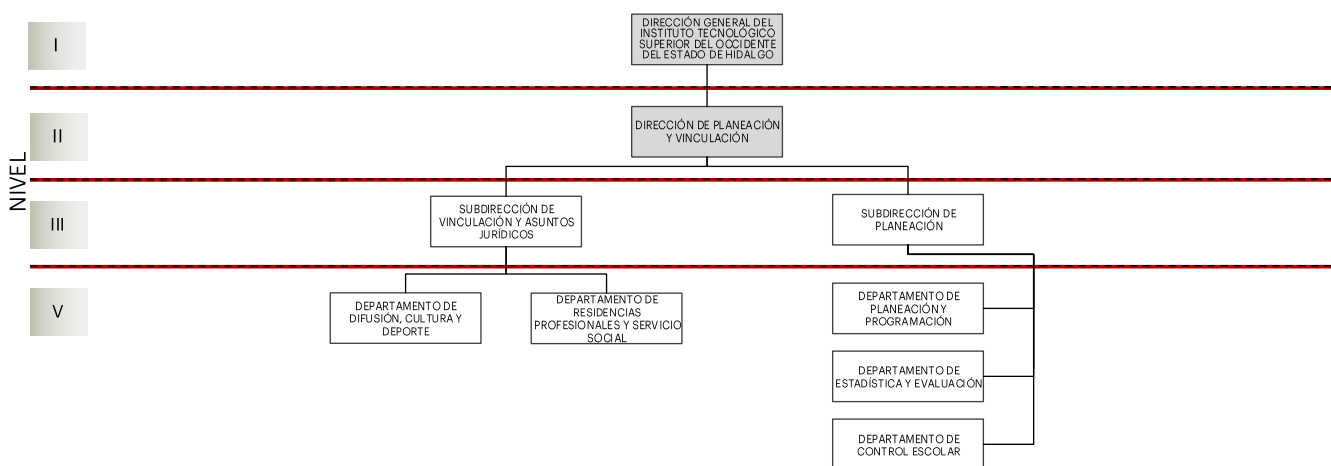 NIVEL
I
DIRECCIÓN GENERAL DEL
INSTITUTO TECNOLÓGICO
SUPERIOR DEL OCCIDENTE
DEL ESTADO DE HIDALGO
II
DIRECCIÓN DE PLANEACIÓN
Y VINCULACIÓN
III
SUBDIRECCIÓN DE
VINCULACIÓN Y ASUNTOS
JURÍDICOS
SUBDIRECCIÓN DE
PLANEACIÓN
V
DEPARTAMENTO DE
DIFUSIÓN, CULTURA Y
DEPORTE
DEPARTAMENTO DE
RESIDENCIAS
PROFESIONALES Y SERVICIO
SOCIAL
DEPARTAMENTO DE
PLANEACIÓN Y
PROGRAMACIÓN
DEPARTAMENTO DE
ESTADÍSTICA Y EVALUACIÓN
DEPARTAMENTO DE
CONTROL ESCOLAR